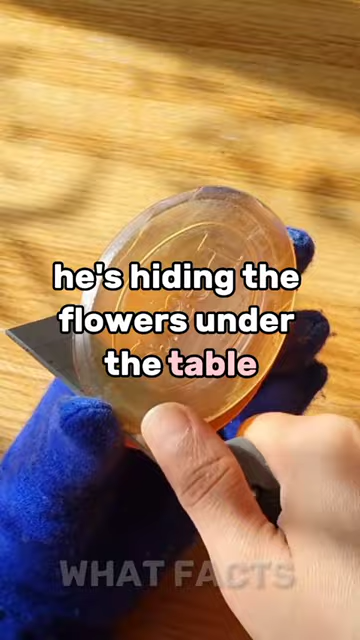 he's hiding the
flowers under
the table
WHAT FACTS